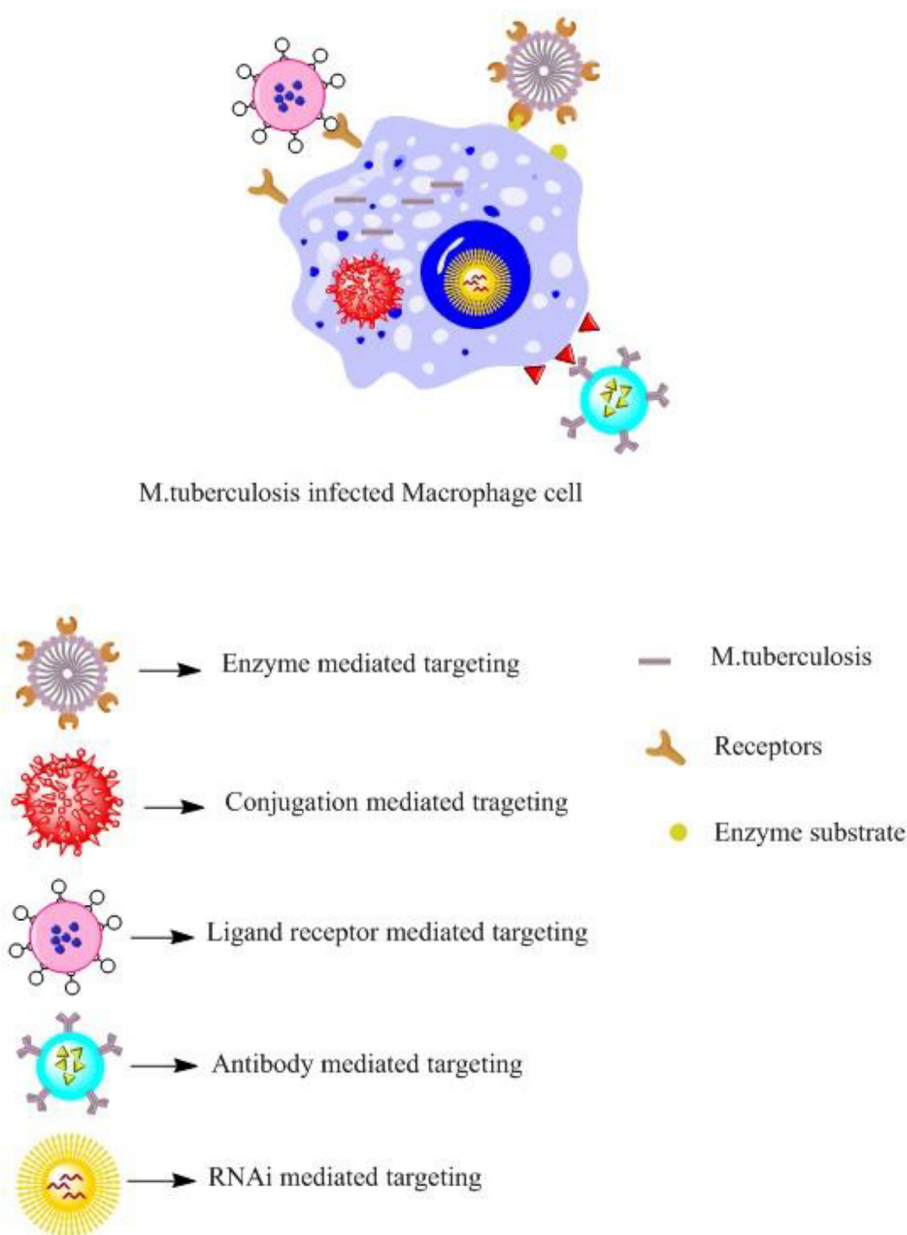 M.tuberculosis infected Macrophage cell
Enzyme mediated targeting
Conjugation mediated trageting
Ligand receptor mediated targeting
Antibody mediated targeting
RNAi mediated targeting
M.tuberculosis
Receptors
Enzyme substrate